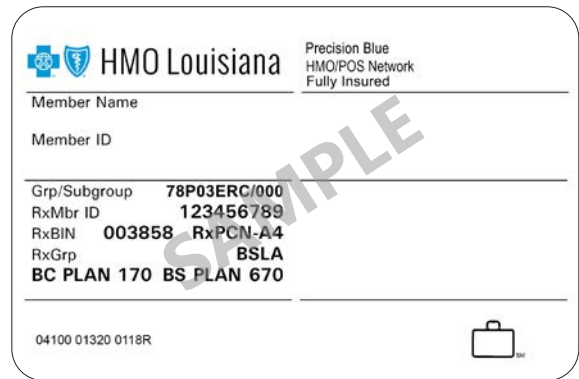 HMO Louisiana
Precision Blue
HMO/POS Network
Fully Insured
Member Name
Member ID
Grp/Subgroup 78P03ERC/000
RxMbr ID 123456789
RxBIN 003858 RxPCN-A4
RxGrp BSLA
BC PLAN 170 BS PLAN 670
SAMPLE
04100 01320 0118R
SM